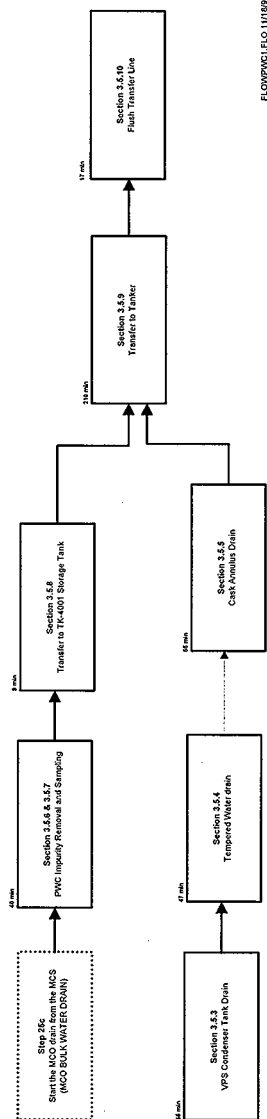 Step 25c
Start the MCO drain from the MCS
(MCO BULK WATER DRAIN)
min
Section 3.5.6 & 3.5.7
PWC Impurity Removal and Sampling
9 min
Section 3.5.8
Transfer to TK-4001 Storage Tank
min
Section 3.5.3
VPS Condenser Tank Drain
47 min
Section 3.5.4
Tempered Water drain
min
Section 3.5.5
Cask Annulus Drain
210 min
Section 3.5.9
Transfer to Tanker
min
Section 3.5.10
Flush Transfer Line
FLOWPWC1.FLO 11/18/9